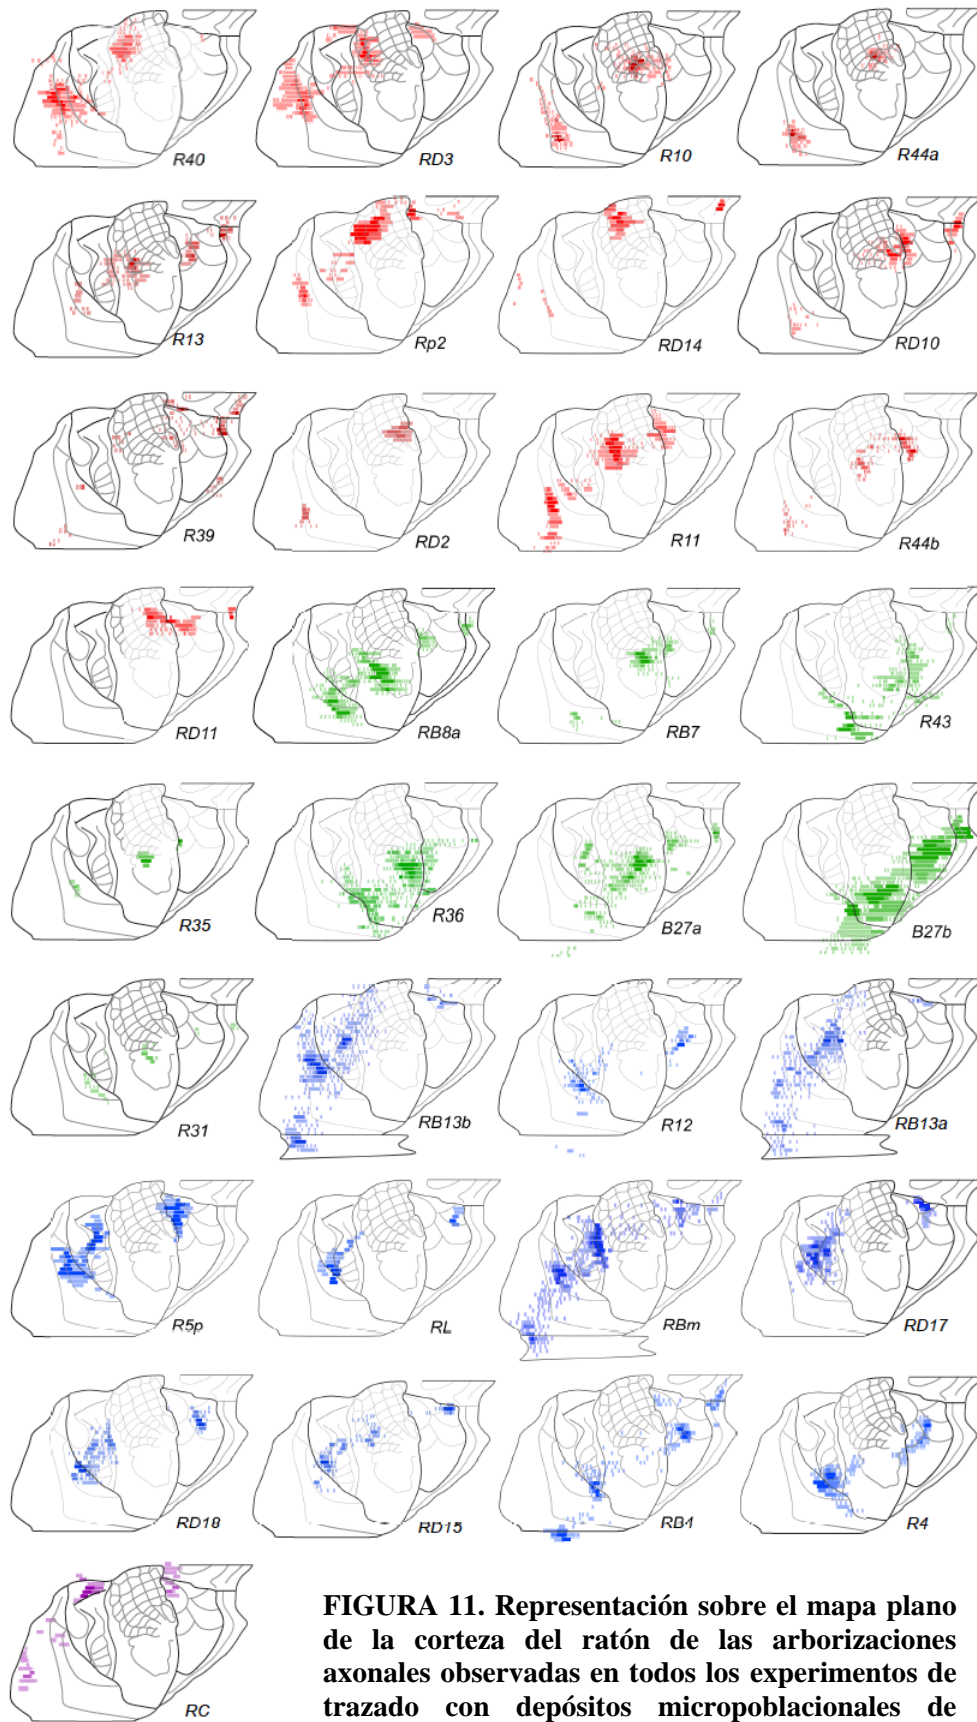 R40
RD3
R10
R44a
R13
Rp2
RD14
RD10
R39
RD2
R11
R44b
RD11
RB8a
RB7
R43
R35
R36
B27a
B27b
R31
RB13b
R12
RB13a
R5p
RL
RBm
RD17
RD18
RD15
RB4
R4
RC
FIGURA 11. Representación sobre el mapa plano
de la corteza del ratón de las arborizaciones
axonales observadas en todos los experimentos de
trazado con depósitos micropoblacionales de